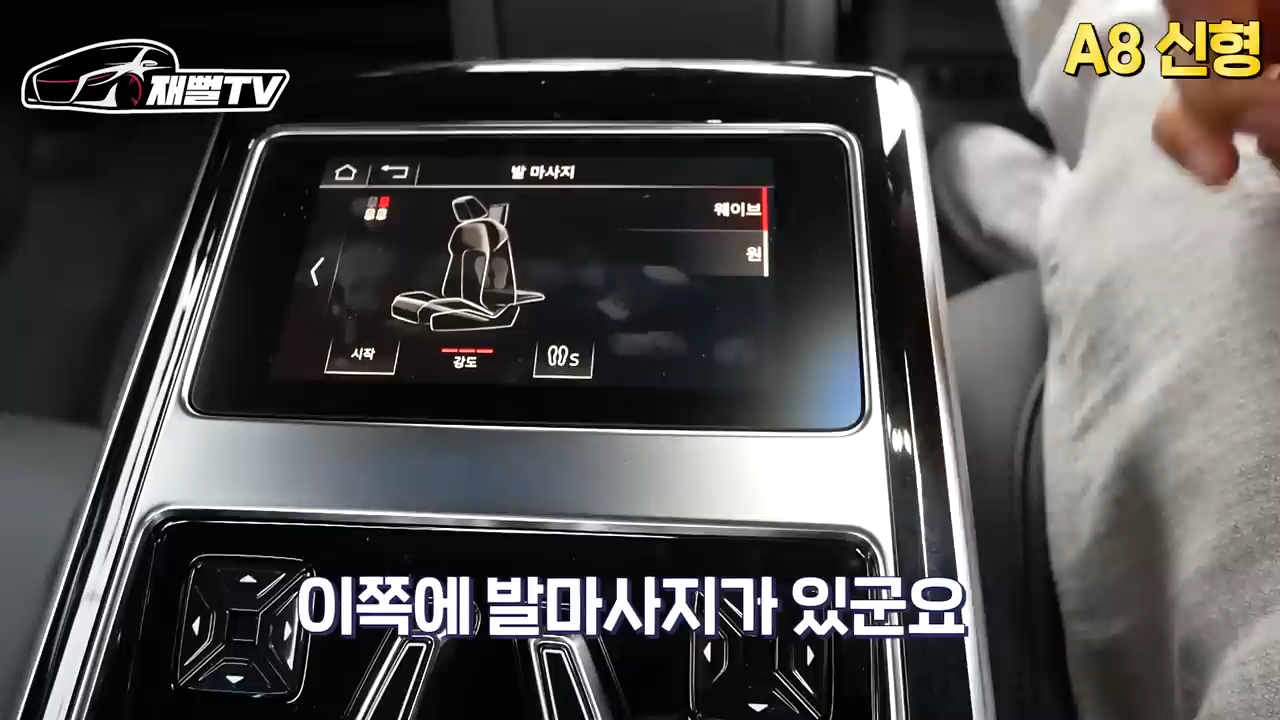 재뻘TV
A8 신형
발 마사지
웨이브
원
시작
강도
S
이쪽에 발마사지가 있군요